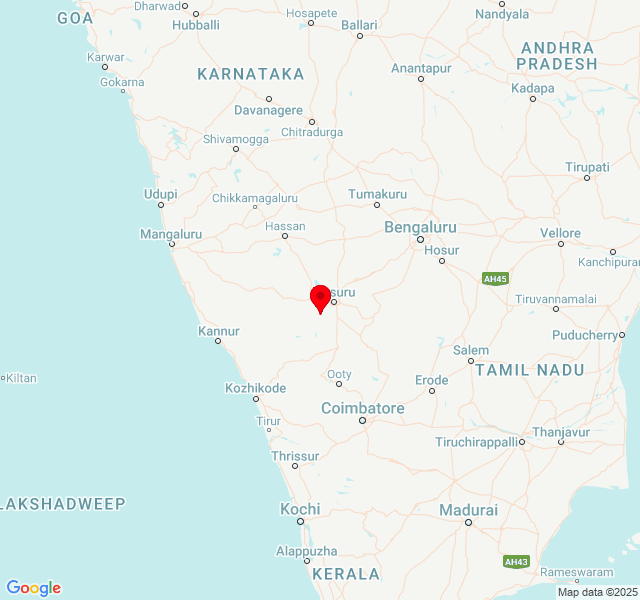 Dharwad
Hosapete
Nandyala
GOA
Hubballi
Ballari
ANDHRA
PRADESH
Karwar
KARNATAKA
Anantapur
Gokarna
Kadapa
Davanagere
Chitradurga
Shivamogga
Tirupati
Udupi
Chikkamagaluru
Tumakuru
Hassan
Bengaluru
Mangaluru
Vellore
Hosur
Kanchipuran
AH45
suru
Tiruvannamalai
Kannur
Puducherry
Salem
Kiltan
Ooty
TAMIL NADU
Kozhikode
Erode
Coimbatore
Tirur
Tiruchirappalli
Thanjavur
Thrissur
LAKSHADWEEP
Kochi
Madurai
Alappuzha
AH43
KERALA
Rameswaram
Google
Map data ©2025